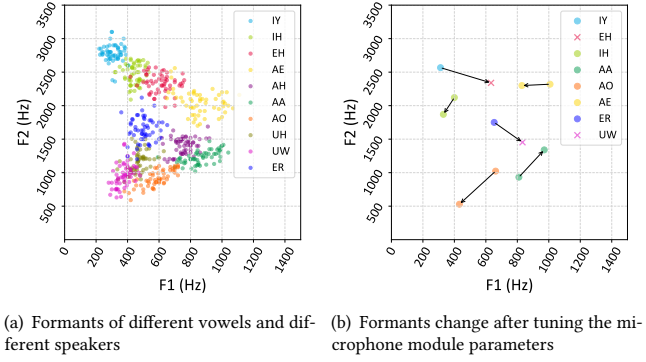 3500
3000
2500
2000
1500
1000
500
F2 (Hz)
0
200
400
600
800
1000
1200
1400
F1 (Hz)
IY
IH
EH
AE
AH
AA
AO
UH
UW
ER
3500
3000
2500
2000
1500
1000
500
F2 (Hz)
0
200
400
600
800
1000
1200
1400
F1 (Hz)
IY
EH
IH
AA
AO
AE
ER
UW
(a) Formants of different vowels and dif-
ferent speakers
(b) Formants change after tuning the mi-
crophone module parameters